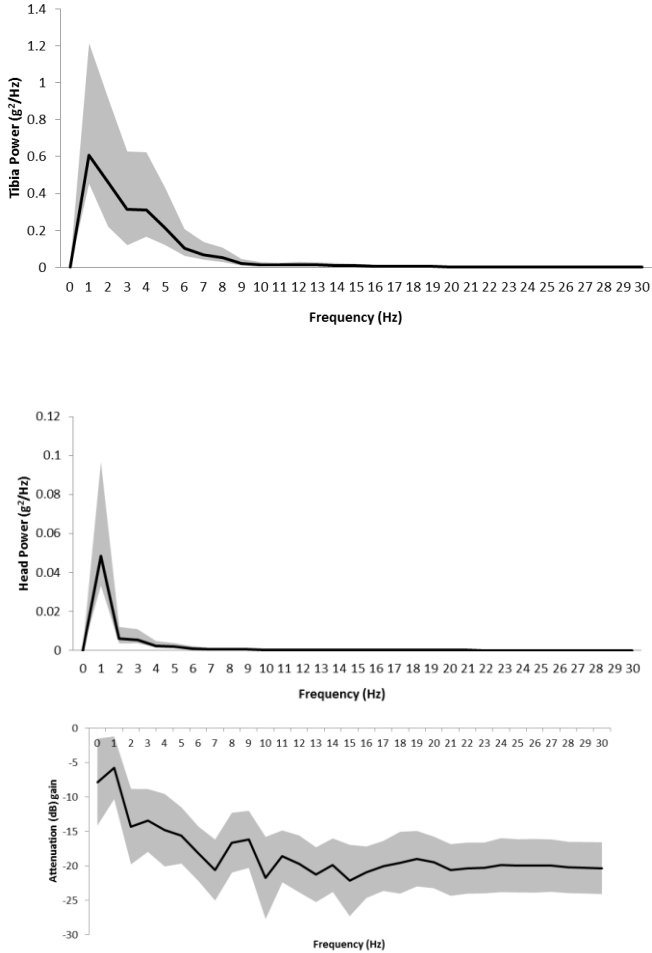 1.4
1.2
1
0.8
0.6
0.4
0.2
0
Tibia Power (g²/Hz)
0 1 2 3 4 5 6 7 8 9 10 11 12 13 14 15 16 17 18 19 20 21 22 23 24 25 26 27 28 29 30
Frequency (Hz)
0.12
0.1
0.08
0.06
0.04
0.02
0
Head Power (g²/Hz)
0 1 2 3 4 5 6 7 8 9 10 11 12 13 14 15 16 17 18 19 20 21 22 23 24 25 26 27 28 29 30
Frequency (Hz)
0
-5
-10
-15
-20
-25
-30
Attenuation (dB) gain
0 1 2 3 4 5 6 7 8 9 10 11 12 13 14 15 16 17 18 19 20 21 22 23 24 25 26 27 28 29 30
Frequency (Hz)